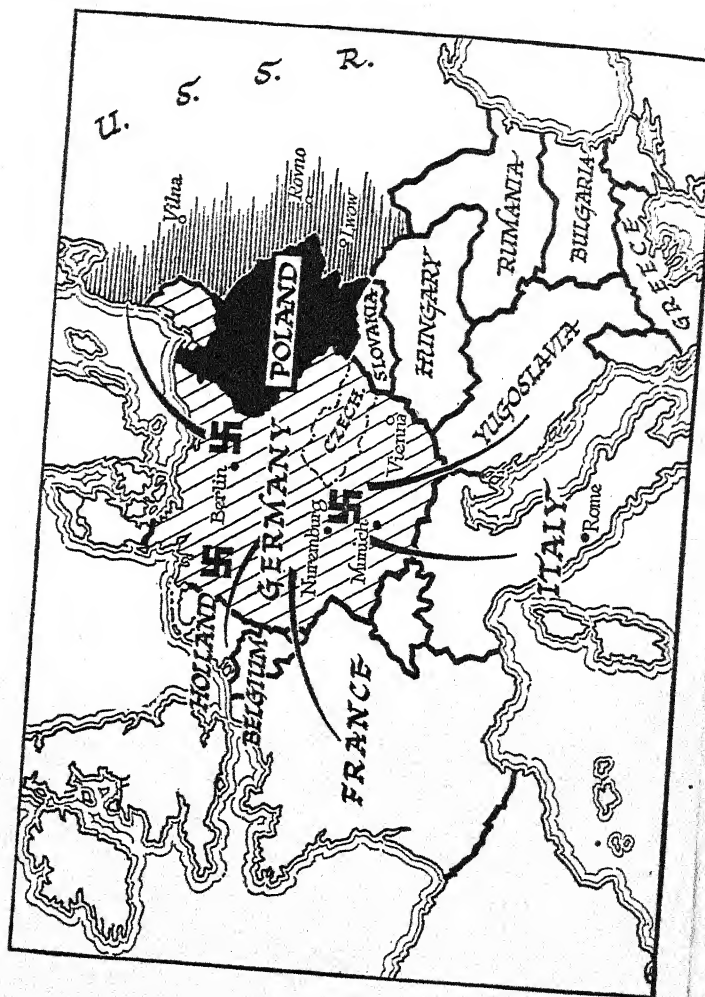 U. S. S. R.
Vilna
Rovno
Lwow
POLAND
Berlin
HOLLAND
GERMANY
BELGIUM
CZECH.
SLOVAKIA
Nuremburg
Munich
Vienna
FRANCE
HUNGARY
RUMANIA
YUGOSLAVIA
BULGARIA
ITALY
Rome
GREECE